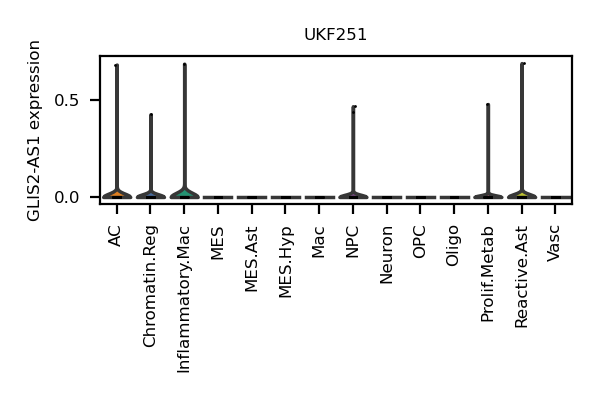 UKF251
GLIS2-AS1 expression
0.5
0.0
AC
Chromatin.Reg
Inflammatory.Mac
MES
MES.Ast
MES.Hyp
Mac
NPC
Neuron
OPC
Oligo
Prolif.Metab
Reactive.Ast
Vasc